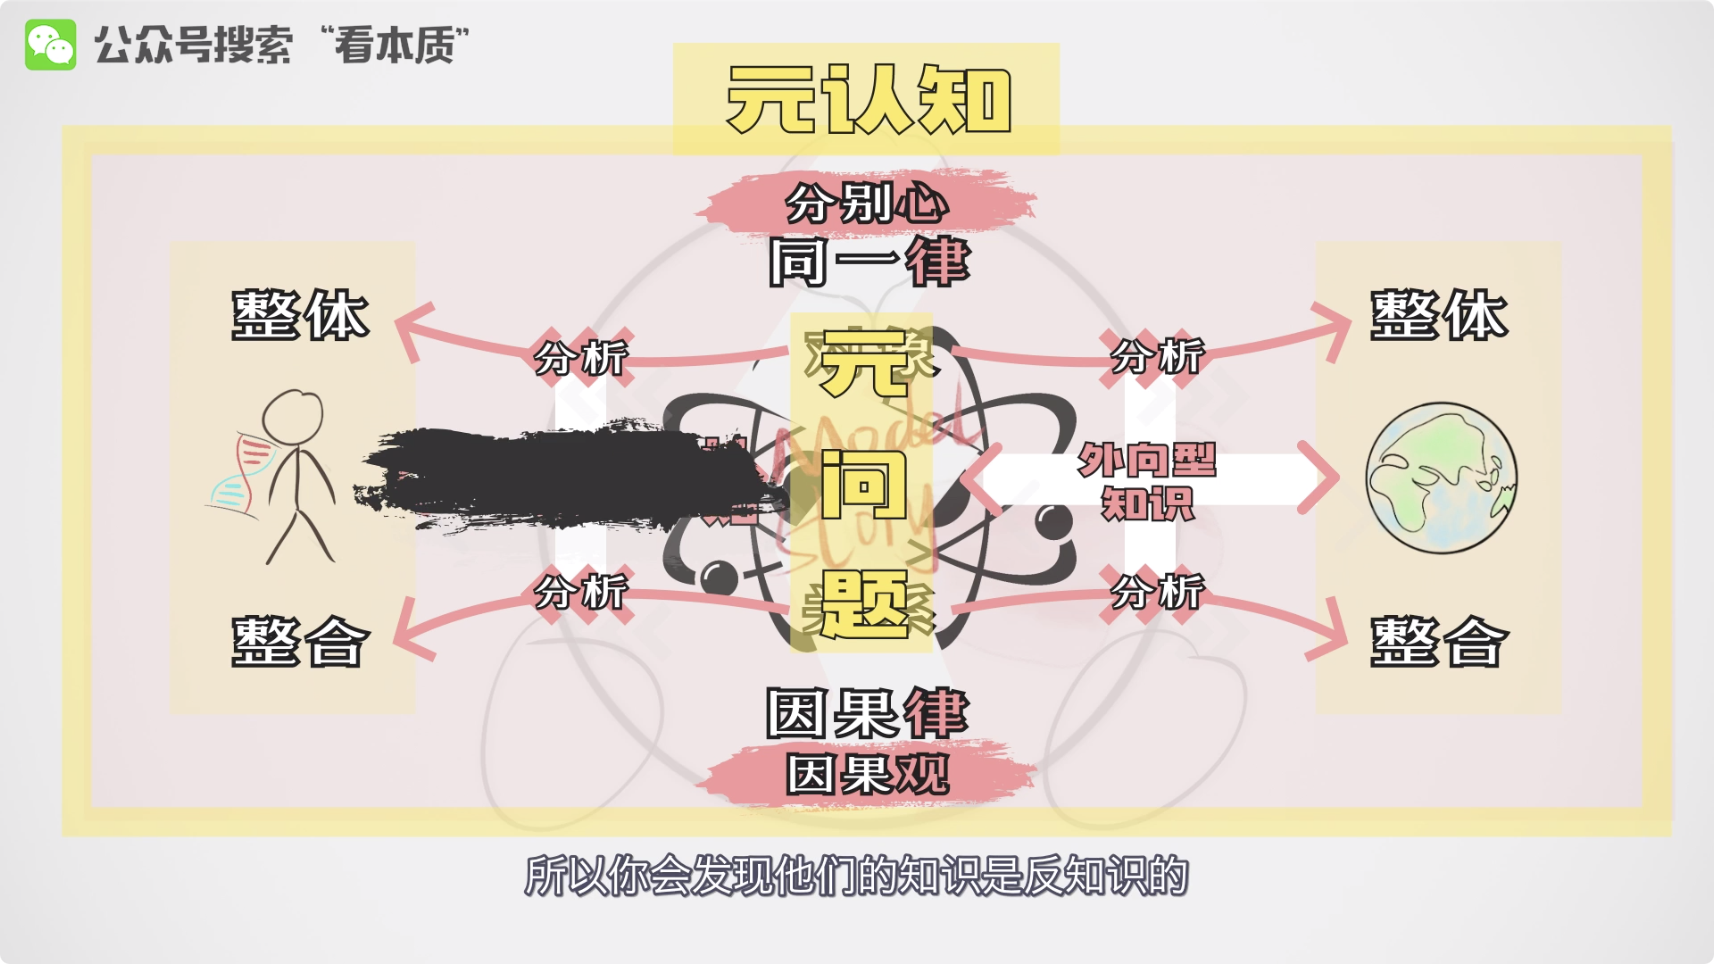 公众号搜索 “看本质”
元认知
分别心
同一律
整体
分析
分析
整体
元问题
Model
Story
外向型
知识
分析
分析
整合
整合
因果律
因果观
所以你会发现他们的知识是反知识的